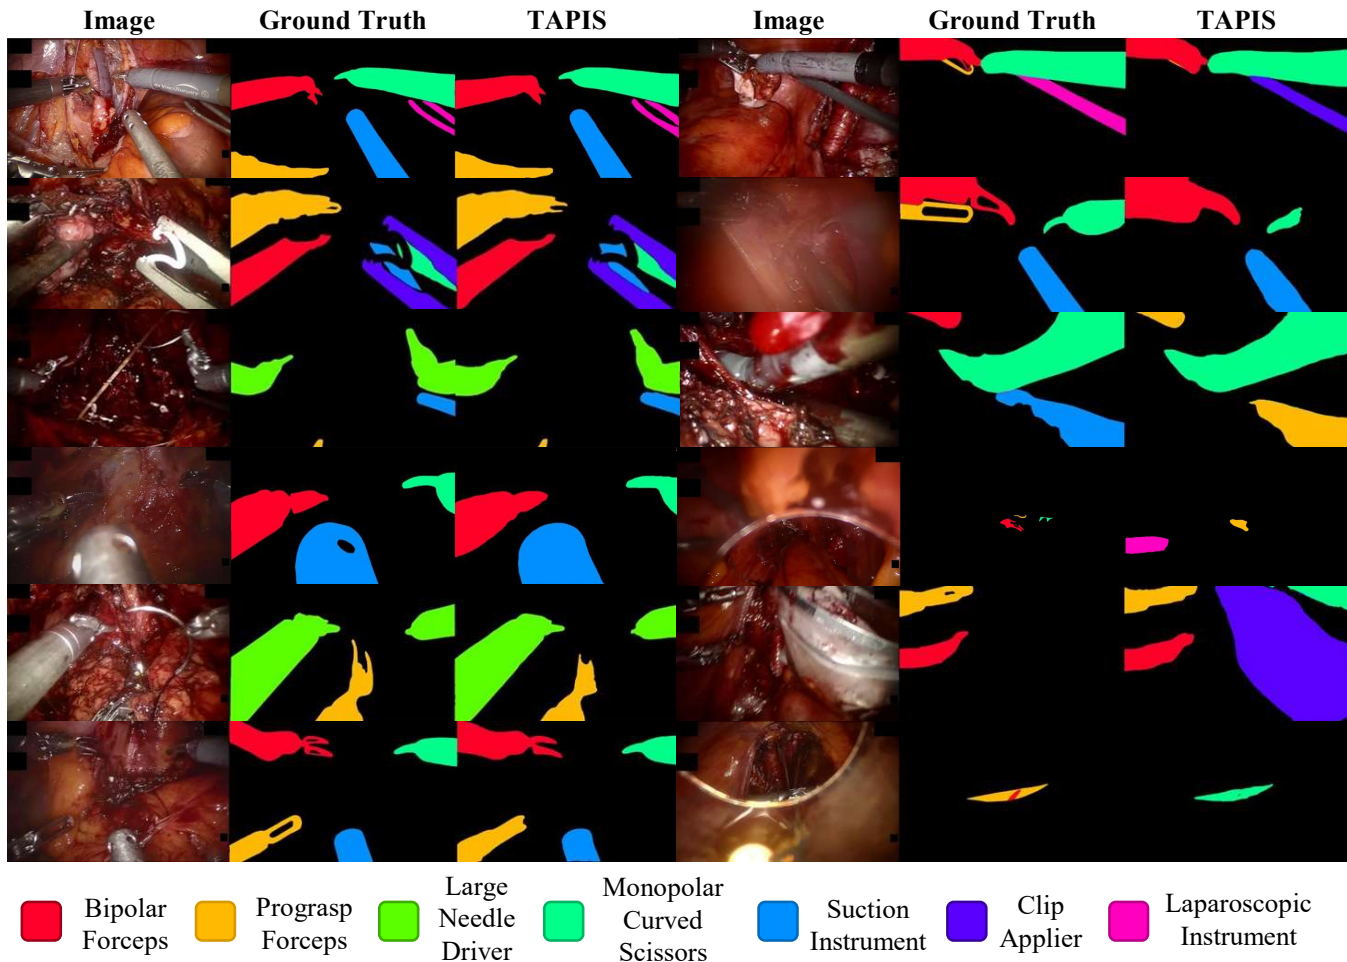 Image Ground Truth TAPIS Image Ground Truth TAPIS
Bipolar
Forceps
Prograsp
Forceps
Large
Needle
Driver
Monopolar
Curved
Scissors
Suction
Instrument
Clip
Applier
Laparoscopic
Instrument